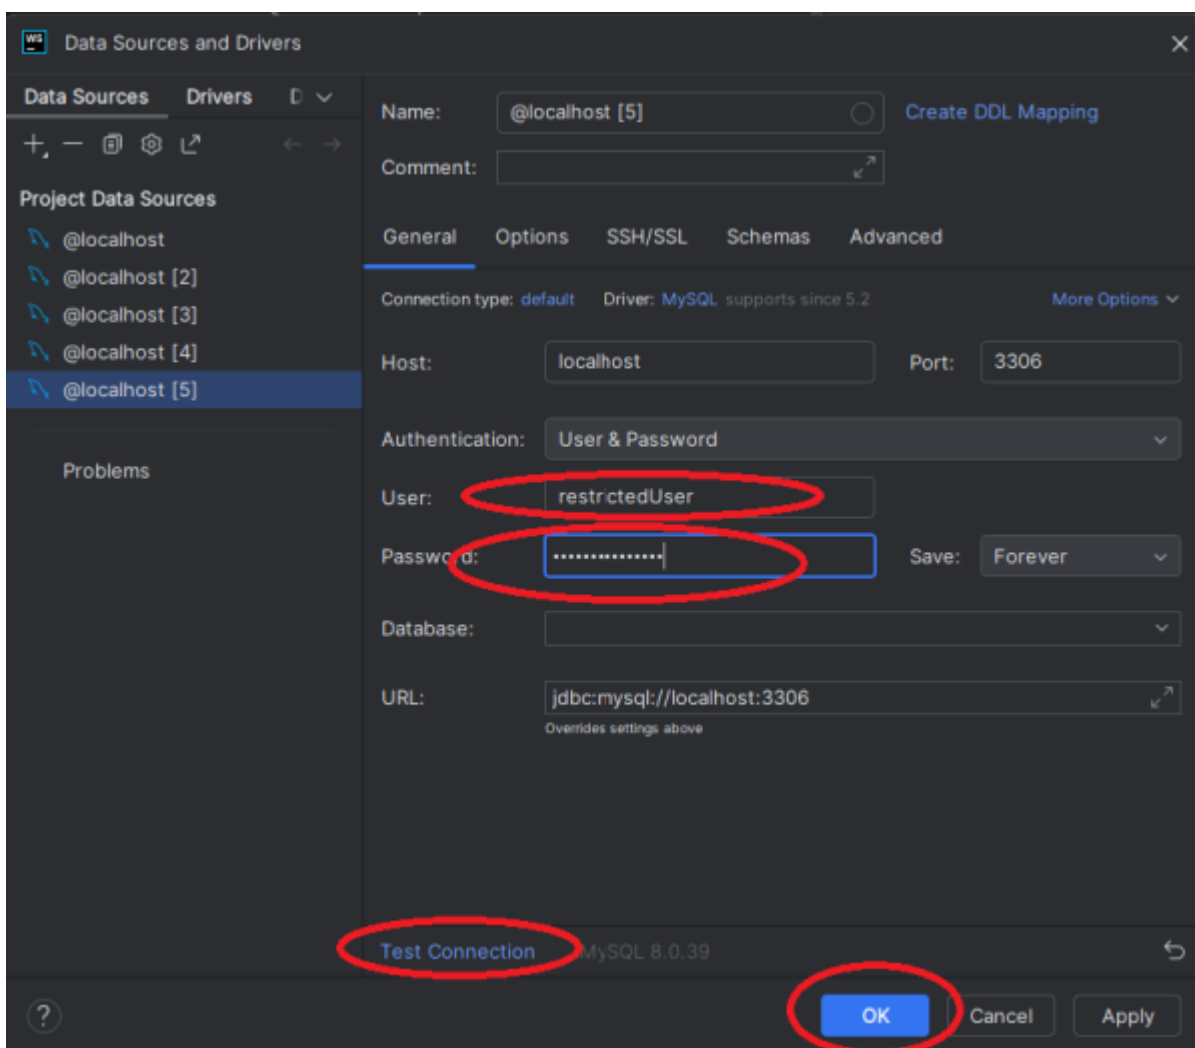 WS
Data Sources and Drivers
Data Sources Drivers D
Project Data Sources
@localhost
@localhost [2]
@localhost [3]
@localhost [4]
@localhost [5]
Problems
Name: @localhost [5] Create DDL Mapping
Comment:
General Options SSH/SSL Schemas Advanced
Connection type: default Driver: MySQL supports since 5.2 More Options
Host: localhost Port: 3306
Authentication: User & Password
User: restrictedUser
Password: Save: Forever
Database:
URL: jdbc:mysql://localhost:3306
Overrides settings above
Test Connection MySQL 8.0.39
? OK Cancel Apply